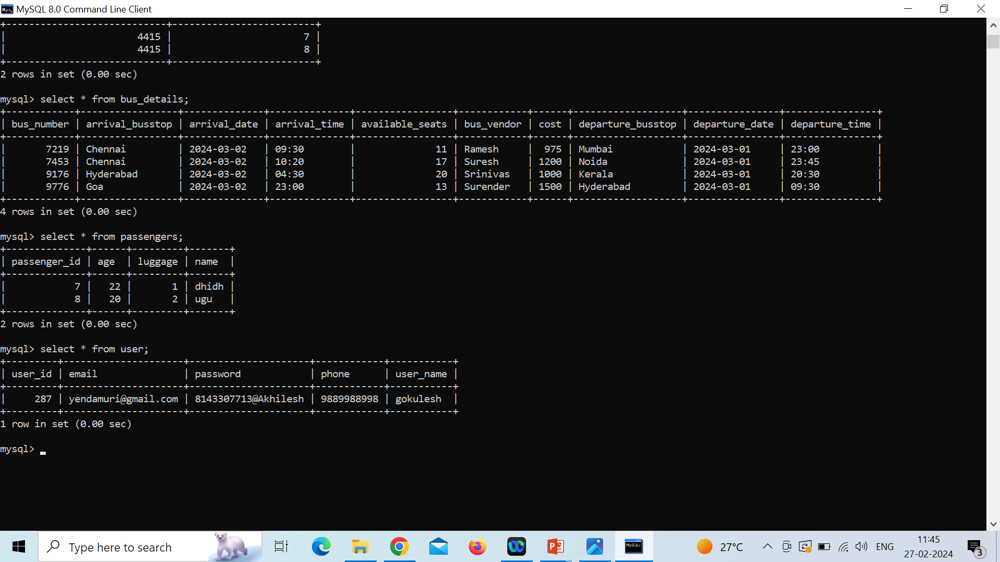 MySQL 8.0 Command Line Client
+----------------------------+-------------------------+
|                       4415 |                       7 |
|                       4415 |                       8 |
+----------------------------+-------------------------+
2 rows in set (0.00 sec)
mysql> select * from bus_details;
+------------+-----------------+--------------+--------------+-----------------+------------+------+-------------------+----------------+----------------+
| bus_number | arrival_busstop | arrival_date | arrival_time | available_seats | bus_vendor | cost | departure_busstop | departure_date | departure_time |
+------------+-----------------+--------------+--------------+-----------------+------------+------+-------------------+----------------+----------------+
|       7219 | Chennai         | 2024-03-02   | 09:30        |              11 | Ramesh     |  975 | Mumbai            | 2024-03-01     | 23:00          |
|       7453 | Chennai         | 2024-03-02   | 10:20        |              17 | Suresh     | 1200 | Noida             | 2024-03-01     | 23:45          |
|       9176 | Hyderabad       | 2024-03-02   | 04:30        |              20 | Srinivas   | 1000 | Kerala            | 2024-03-01     | 20:30          |
|       9776 | Goa             | 2024-03-02   | 23:00        |              13 | Surender   | 1500 | Hyderabad         | 2024-03-01     | 09:30          |
+------------+-----------------+--------------+--------------+-----------------+------------+------+-------------------+----------------+----------------+
4 rows in set (0.00 sec)
mysql> select * from passengers;
+--------------+------+---------+-------+
| passenger_id | age  | luggage | name  |
+--------------+------+---------+-------+
|            7 |   22 |       1 | dhidh |
|            8 |   20 |       2 | ugu   |
+--------------+------+---------+-------+
2 rows in set (0.00 sec)
mysql> select * from user;
+---------+---------------------+---------------------+------------+-----------+
| user_id | email               | password            | phone      | user_name |
+---------+---------------------+---------------------+------------+-----------+
|     287 | yendamuri@gmail.com | 8143307713@Akhilesh | 9889988998 | gokulesh  |
+---------+---------------------+---------------------+------------+-----------+
1 row in set (0.00 sec)
mysql>
Type here to search
27°C
ENG
11:45
27-02-2024
3